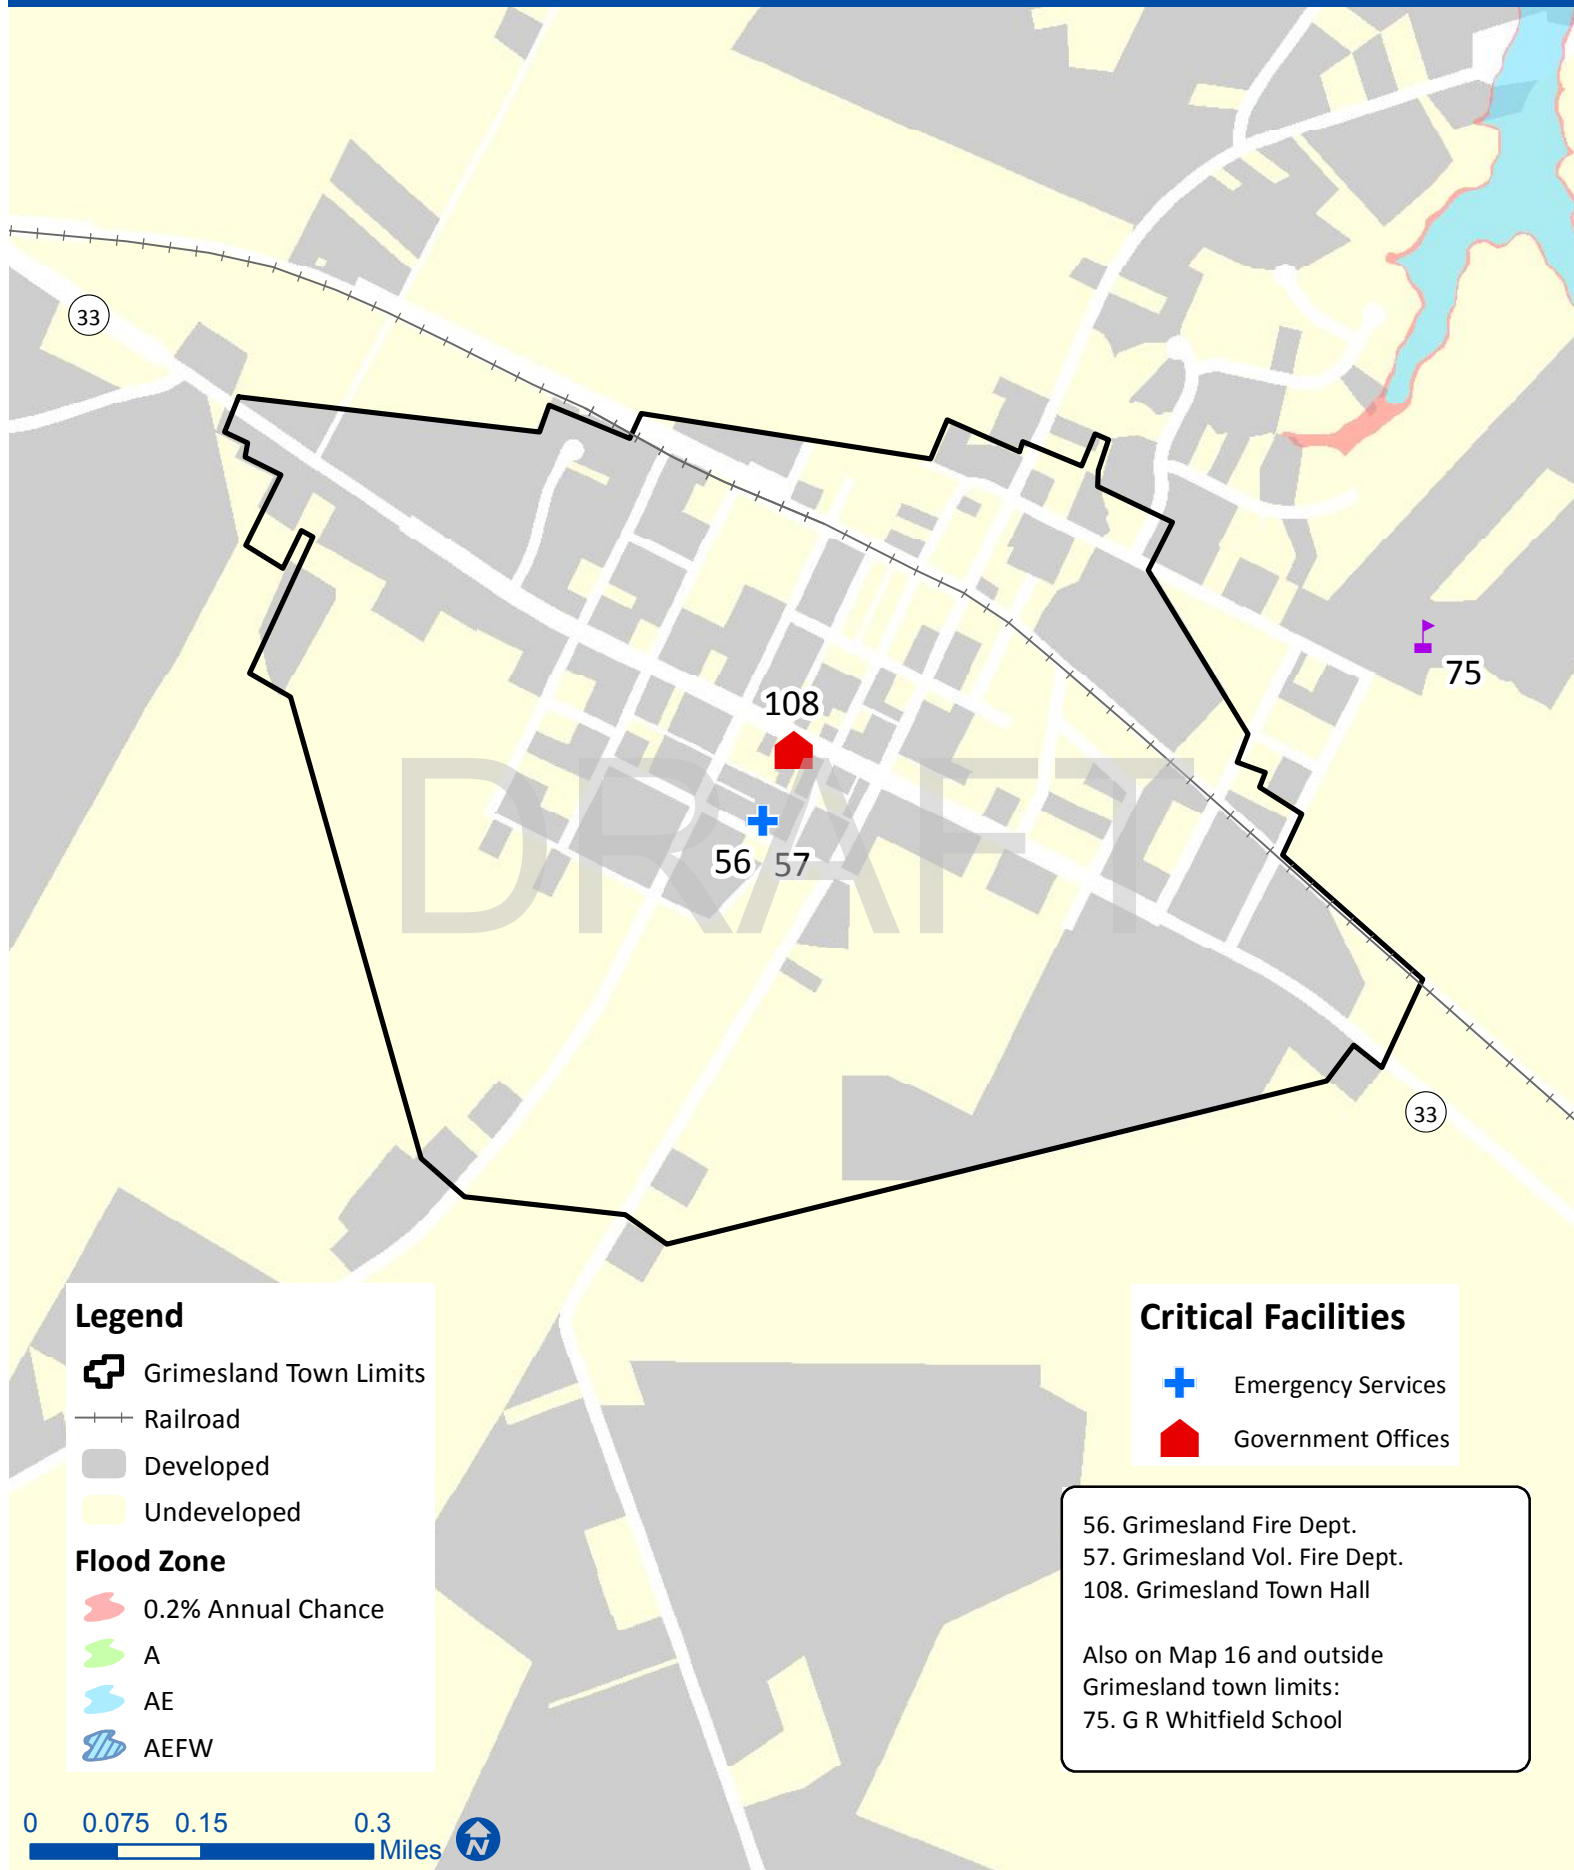 33
75
108
DRAFT
56 57
33
Legend
Grimesland Town Limits
Railroad
Developed
Undeveloped
Flood Zone
0.2% Annual Chance
A
AE
AEFW
0 0.075 0.15 0.3
Miles
N
Critical Facilities
Emergency Services
Government Offices
56. Grimesland Fire Dept.
57. Grimesland Vol. Fire Dept.
108. Grimesland Town Hall
Also on Map 16 and outside
Grimesland town limits:
75. G R Whitfield School